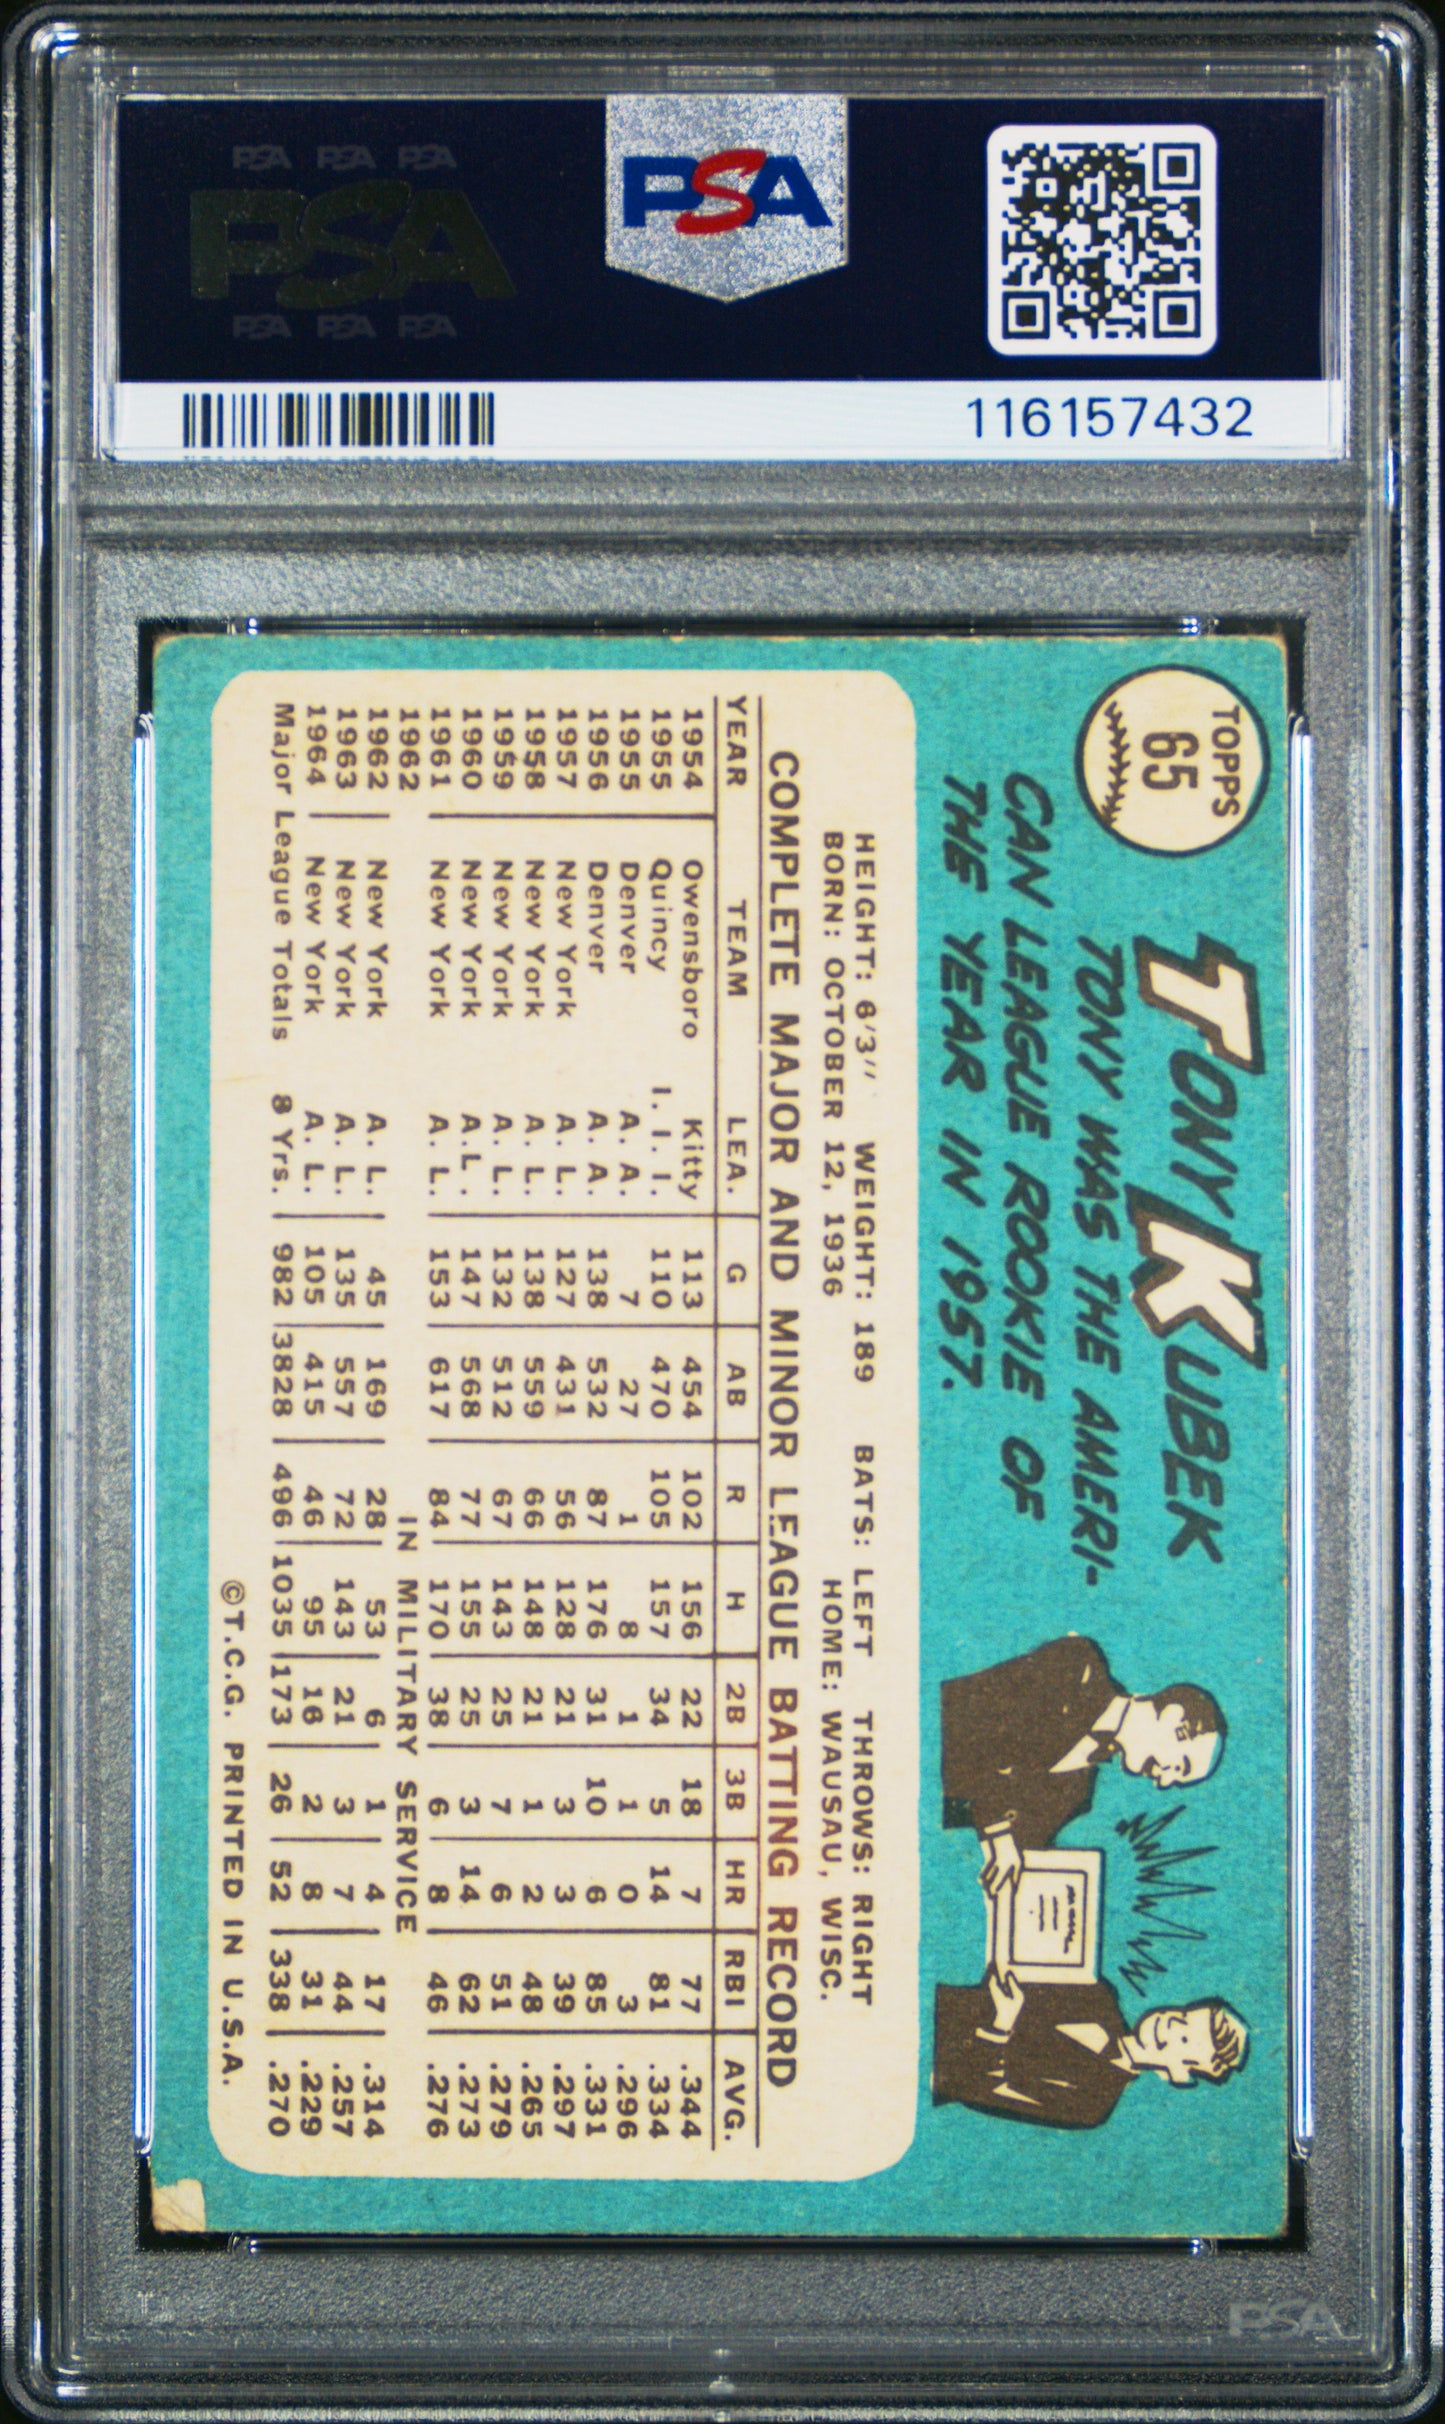 PSA PSA PSA
PSA
PSA PSA PSA
PSA
116157432
TOPPS
65
TONY KUBEK
TONY WAS THE AMERI-
CAN LEAGUE ROOKIE OF
THE YEAR IN 1957.
HEIGHT: 6'3" WEIGHT: 189 BATS: LEFT THROWS: RIGHT
BORN: OCTOBER 12, 1936 HOME: WAUSAU, WISC.
COMPLETE MAJOR AND MINOR LEAGUE BATTING RECORD
YEAR TEAM LEA. G AB R H 2B 3B HR RBI AVG.
1954 Owensboro Kitty 113 454 102 156 22 18 7 77 .344
1955 Quincy I. I. I. 110 470 105 157 34 5 14 81 .334
1955 Denver A. A. 7 27 1 8 1 1 0 3 .296
1956 Denver A. A. 138 532 87 176 31 10 6 85 .331
1957 New York A. L. 127 431 56 128 21 3 3 39 .297
1958 New York A. L. 138 559 66 148 21 1 2 48 .265
1959 New York A. L. 132 512 67 143 25 7 6 51 .279
1960 New York A.L. 147 568 77 155 25 3 14 62 .273
1961 New York A. L. 153 617 84 170 38 6 8 46 .276
1962 IN MILITARY SERVICE
1962 New York A. L. 45 169 28 53 6 1 4 17 .314
1963 New York A. L. 135 557 72 143 21 3 7 44 .257
1964 New York A. L. 105 415 46 95 16 2 8 31 .229
Major League Totals 8 Yrs. 982 3828 496 1035 173 26 52 338 .270
©T.C.G. PRINTED IN U.S.A.
PSA